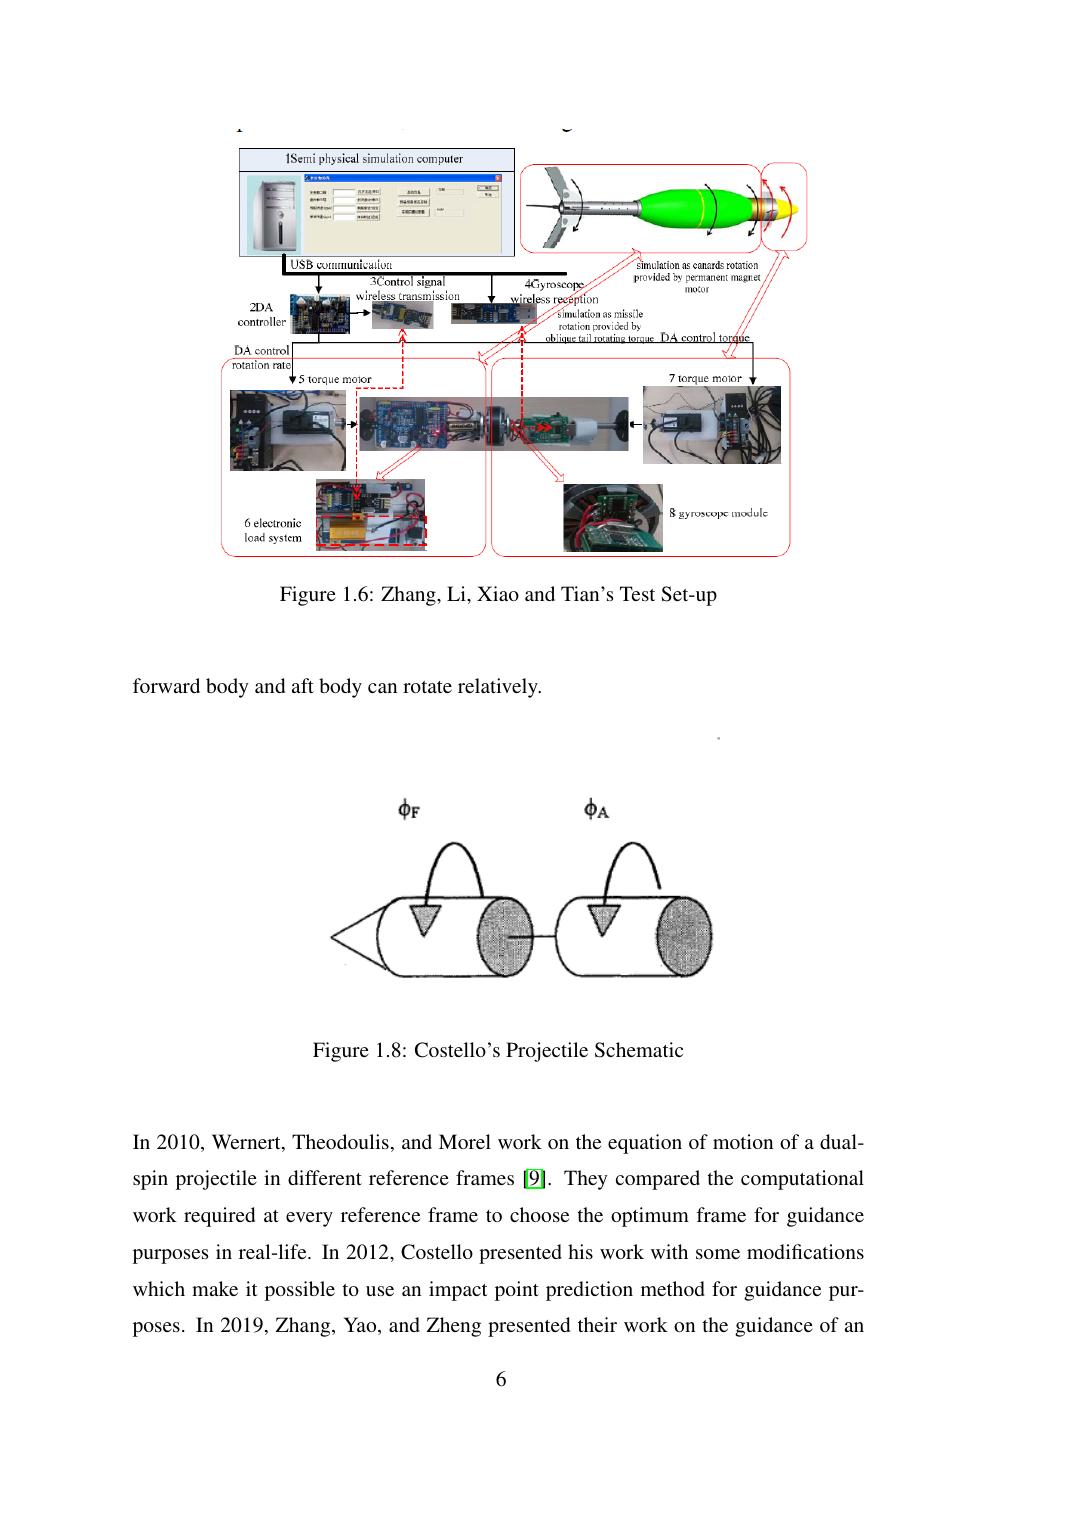 1Semi physical simulation computer
USB communication
3Control signal
wireless transmission
4Gyroscope
wireless reception
simulation as canards rotation
provided by permanent magnet
motor
2DA
controller
simulation as missile
rotation provided by
oblique tail rotating torque
DA control torque
DA control
rotation rate
5 torque motor
7 torque motor
6 electronic
load system
8 gyroscope module
Figure 1.6: Zhang, Li, Xiao and Tian's Test Set-up
forward body and aft body can rotate relatively.
ϕF
ϕA
Figure 1.8: Costello's Projectile Schematic
In 2010, Wernert, Theodoulis, and Morel work on the equation of motion of a dual-
spin projectile in different reference frames [9]. They compared the computational
work required at every reference frame to choose the optimum frame for guidance
purposes in real-life. In 2012, Costello presented his work with some modifications
which make it possible to use an impact point prediction method for guidance pur-
poses. In 2019, Zhang, Yao, and Zheng presented their work on the guidance of an
6